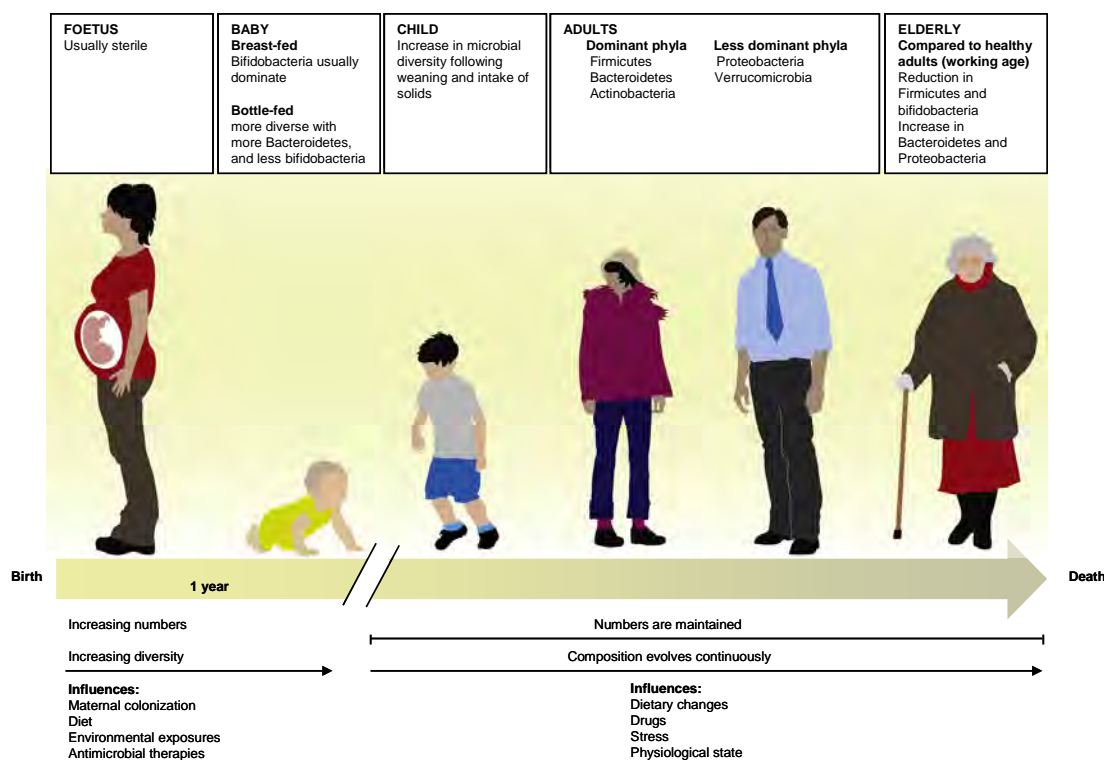 FOETUS
Usually sterile
BABY
Breast-fed
Bifidobacteria usually
dominate
Bottle-fed
more diverse with
more Bacteroidetes,
and less bifidobacteria
CHILD
Increase in microbial
diversity following
weaning and intake of
solids
ADULTS
Dominant phyla
Firmicutes
Bacteroidetes
Actinobacteria
Less dominant phyla
Proteobacteria
Verrucomicrobia
ELDERLY
Compared to healthy
adults (working age)
Reduction in
Firmicutes and
bifidobacteria
Increase in
Bacteroidetes and
Proteobacteria
Birth
1 year
Death
Increasing numbers
Numbers are maintained
Increasing diversity
Composition evolves continuously
Influences:
Maternal colonization
Diet
Environmental exposures
Antimicrobial therapies
Influences:
Dietary changes
Drugs
Stress
Physiological state